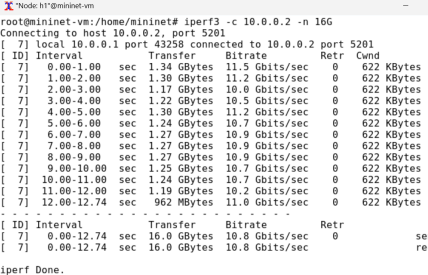 "Node: h1"@mininet-vm
root@mininet-vm:/home/mininet# iperf3 -c 10.0.0.2 -n 16G
Connecting to host 10.0.0.2, port 5201
[  7] local 10.0.0.1 port 43258 connected to 10.0.0.2 port 5201
[ ID] Interval           Transfer     Bitrate         Retr  Cwnd
[  7]   0.00-1.00   sec  1.34 GBytes  11.5 Gbits/sec    0    622 KBytes
[  7]   1.00-2.00   sec  1.30 GBytes  11.2 Gbits/sec    0    622 KBytes
[  7]   2.00-3.00   sec  1.17 GBytes  10.0 Gbits/sec    0    622 KBytes
[  7]   3.00-4.00   sec  1.22 GBytes  10.5 Gbits/sec    0    622 KBytes
[  7]   4.00-5.00   sec  1.30 GBytes  11.2 Gbits/sec    0    622 KBytes
[  7]   5.00-6.00   sec  1.24 GBytes  10.7 Gbits/sec    0    622 KBytes
[  7]   6.00-7.00   sec  1.27 GBytes  10.9 Gbits/sec    0    622 KBytes
[  7]   7.00-8.00   sec  1.27 GBytes  10.9 Gbits/sec    0    622 KBytes
[  7]   8.00-9.00   sec  1.27 GBytes  10.9 Gbits/sec    0    622 KBytes
[  7]   9.00-10.00  sec  1.25 GBytes  10.7 Gbits/sec    0    622 KBytes
[  7]  10.00-11.00  sec  1.24 GBytes  10.7 Gbits/sec    0    622 KBytes
[  7]  11.00-12.00  sec  1.19 GBytes  10.2 Gbits/sec    0    622 KBytes
[  7]  12.00-12.74  sec   962 MBytes  11.0 Gbits/sec    0    622 KBytes
- - - - - - - - - - - - - - - - - - - - - - - - -
[ ID] Interval           Transfer     Bitrate         Retr
[  7]   0.00-12.74  sec  16.0 GBytes  10.8 Gbits/sec    0             se
[  7]   0.00-12.74  sec  16.0 GBytes  10.8 Gbits/sec                  re
iperf Done.